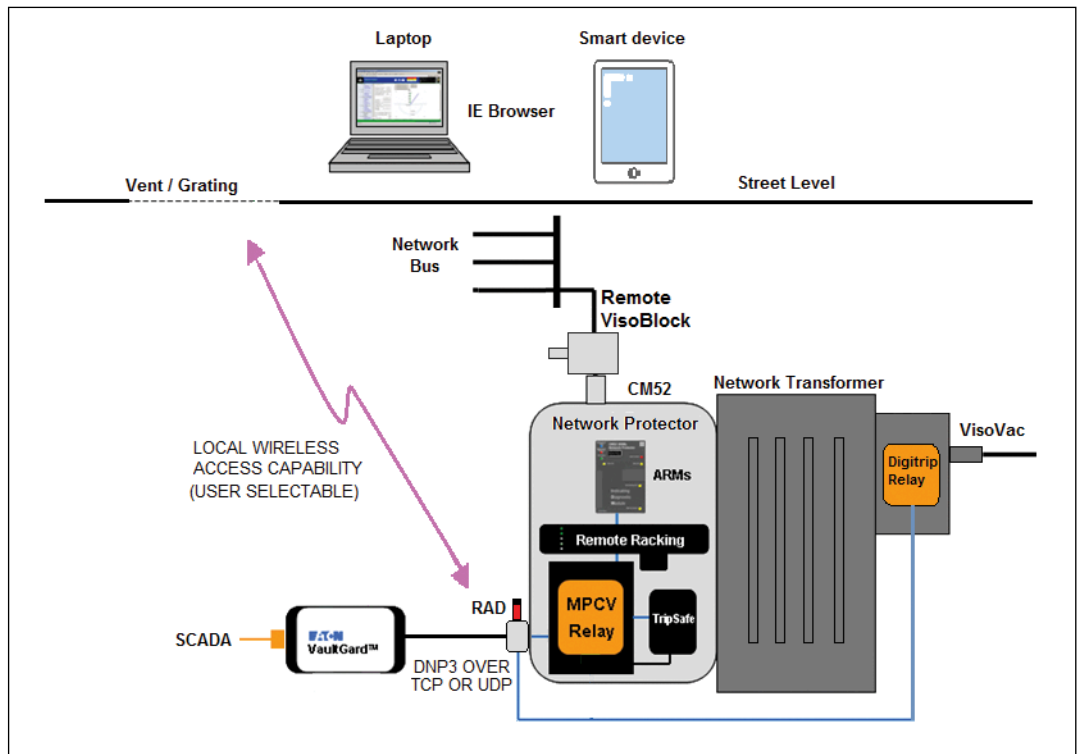 Laptop
Smart device
IE Browser
Vent / Grating
Street Level
Network
Bus
Remote
VisoBlock
CM52
Network Transformer
Network Protector
VisoVac
Digitrip
Relay
LOCAL WIRELESS
ACCESS CAPABILITY
(USER SELECTABLE)
ARMs
Remote Racking
RAD
MPCV
Relay
TripSafe
SCADA
EATON
VaultGard™
DNP3 OVER
TCP OR UDP